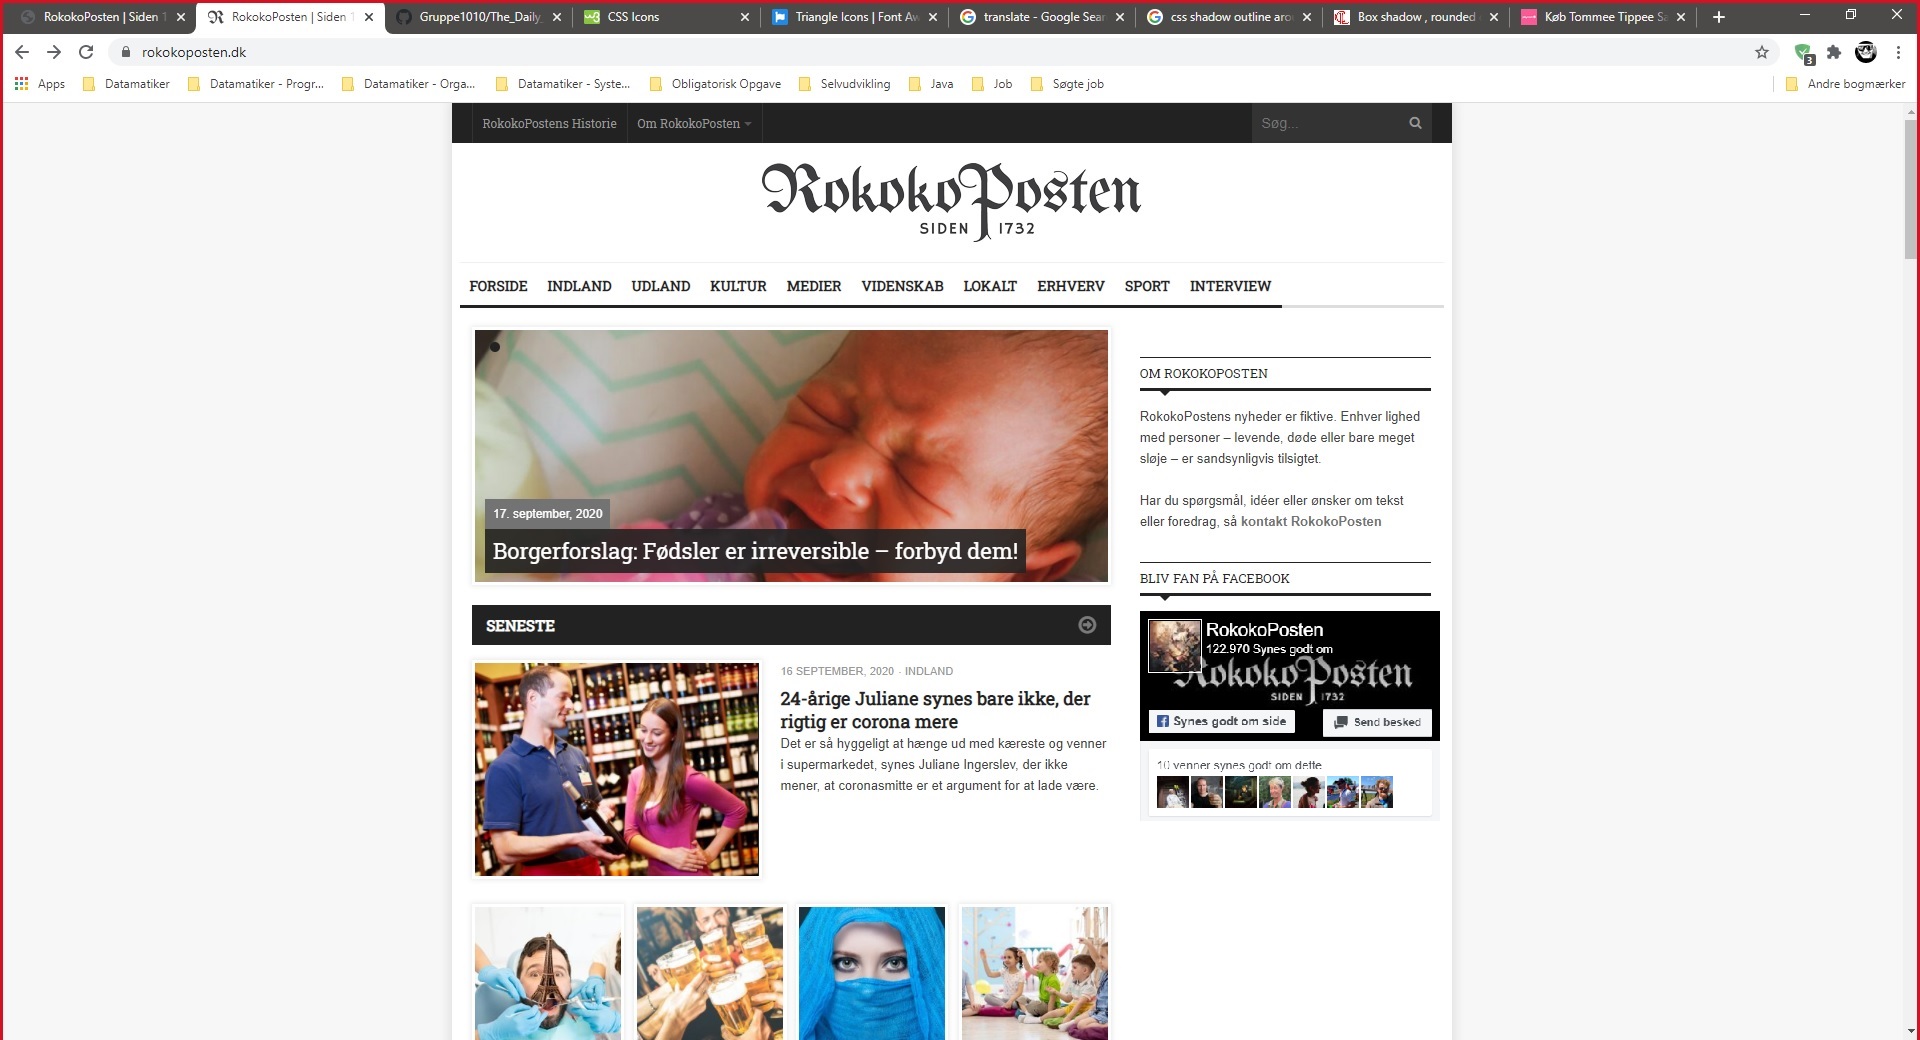 RokokoPosten | Siden 1
RokokoPosten | Siden 1
Gruppe1010/The_Daily
CSS Icons
Triangle Icons | Font Aw
translate - Google Sear
css shadow outline aro
Box shadow , rounded
Køb Tommee Tippee Sa
rokokoposten.dk
3
Apps
Datamatiker
Datamatiker - Progr...
Datamatiker - Orga...
Datamatiker - Syste...
Obligatorisk Opgave
Selvudvikling
Java
Job
Søgte job
Andre bogmærker
RokokoPostens Historie
Om RokokoPosten
Søg...
RokokoPosten
SIDEN 1732
FORSIDE INDLAND UDLAND KULTUR MEDIER VIDENSKAB LOKALT ERHVERV SPORT INTERVIEW
17. september, 2020
Borgerforslag: Fødsler er irreversible – forbyd dem!
SENESTE
16 SEPTEMBER, 2020 - INDLAND
24-årige Juliane synes bare ikke, der
rigtig er corona mere
Det er så hyggeligt at hænge ud med kæreste og venner
i supermarkedet, synes Juliane Ingerslev, der ikke
mener, at coronasmitte er et argument for at lade være.
OM ROKOKOPOSTEN
RokokoPostens nyheder er fiktive. Enhver lighed
med personer – levende, døde eller bare meget
sløje – er sandsynligvis tilsigtet.
Har du spørgsmål, idéer eller ønsker om tekst
eller foredrag, så kontakt RokokoPosten
BLIV FAN PÅ FACEBOOK
RokokoPosten
122.970 Synes godt om
RokokoPosten
SIDEN 1732
Synes godt om side
Send besked
10 venner synes godt om dette